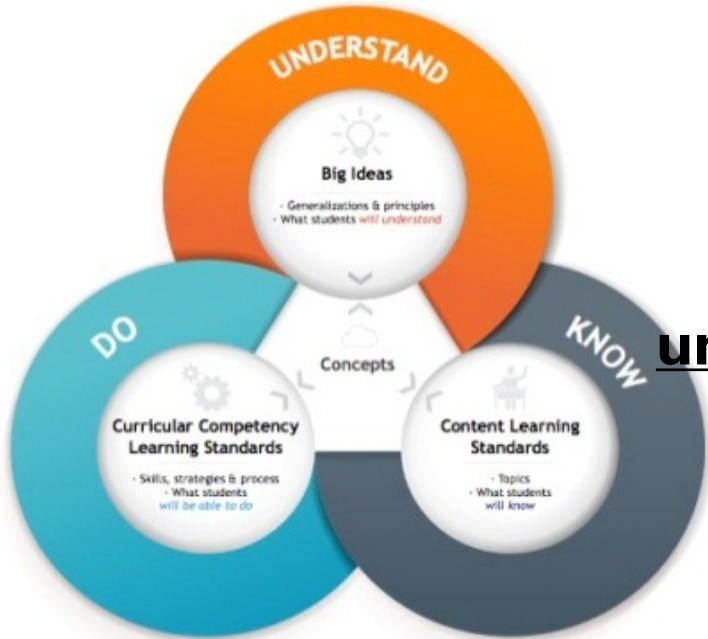 UNDERSTAND
Big Ideas
- Generalizations & principles
- What students will understand
DO
KNOW
Concepts
Curricular Competency
Learning Standards
- Skills, strategies & process
- What students
will be able to do
Content Learning
Standards
- Topics
- What students
will know